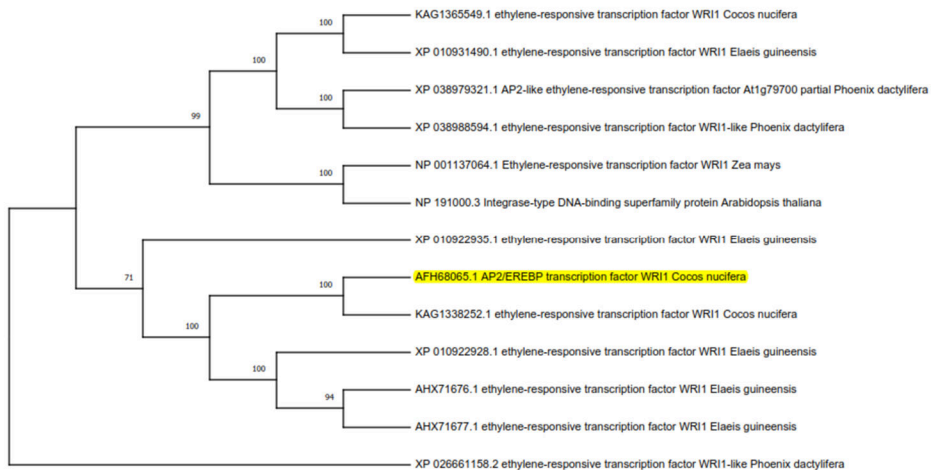 KAG1365549.1 ethylene-responsive transcription factor WRI1 Cocos nucifera
100
XP 010931490.1 ethylene-responsive transcription factor WRI1 Elaeis guineensis
100
XP 038979321.1 AP2-like ethylene-responsive transcription factor At1g79700 partial Phoenix dactylifera
100
99
XP 038988594.1 ethylene-responsive transcription factor WRI1-like Phoenix dactylifera
NP 001137064.1 Ethylene-responsive transcription factor WRI1 Zea mays
100
NP 191000.3 Integrase-type DNA-binding superfamily protein Arabidopsis thaliana
XP 010922935.1 ethylene-responsive transcription factor WRI1 Elaeis guineensis
71
AFH68065.1 AP2/EREBP transcription factor WRI1 Cocos nucifera
100
KAG1338252.1 ethylene-responsive transcription factor WRI1 Cocos nucifera
100
XP 010922928.1 ethylene-responsive transcription factor WRI1 Elaeis guineensis
100
AHX71676.1 ethylene-responsive transcription factor WRI1 Elaeis guineensis
94
AHX71677.1 ethylene-responsive transcription factor WRI1 Elaeis guineensis
XP 026661158.2 ethylene-responsive transcription factor WRI1-like Phoenix dactylifera